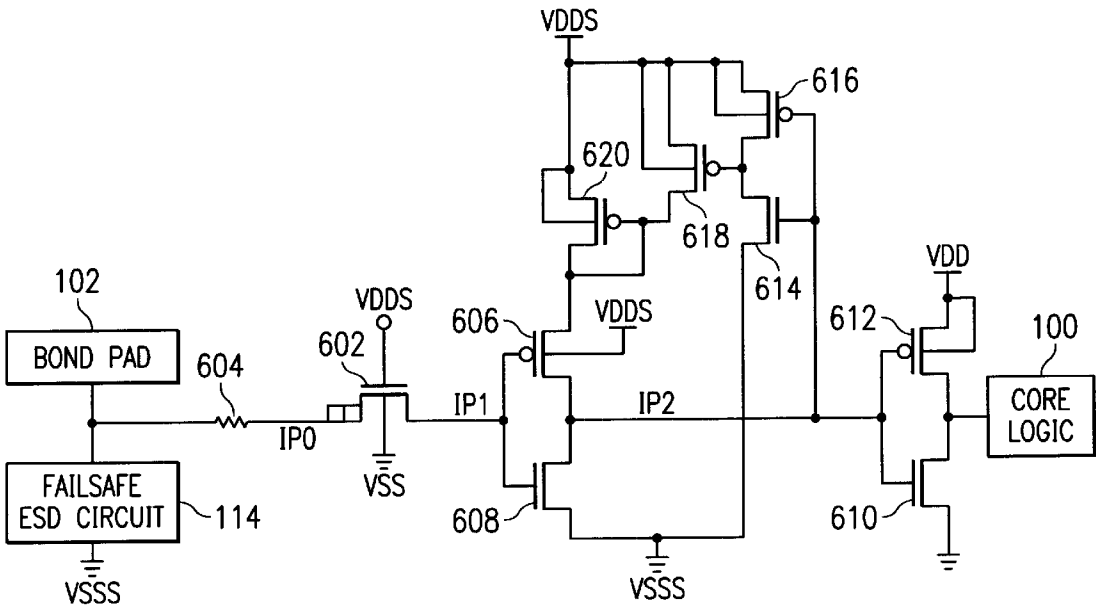 VDDS
616
620
618
614
VDD
102
VDDS
606
VDDS
612
100
BOND PAD
604
602
IP1
IP2
CORE
LOGIC
IP0
FAILSAFE
ESD CIRCUIT
114
VSS
608
610
VSSS
VSSS